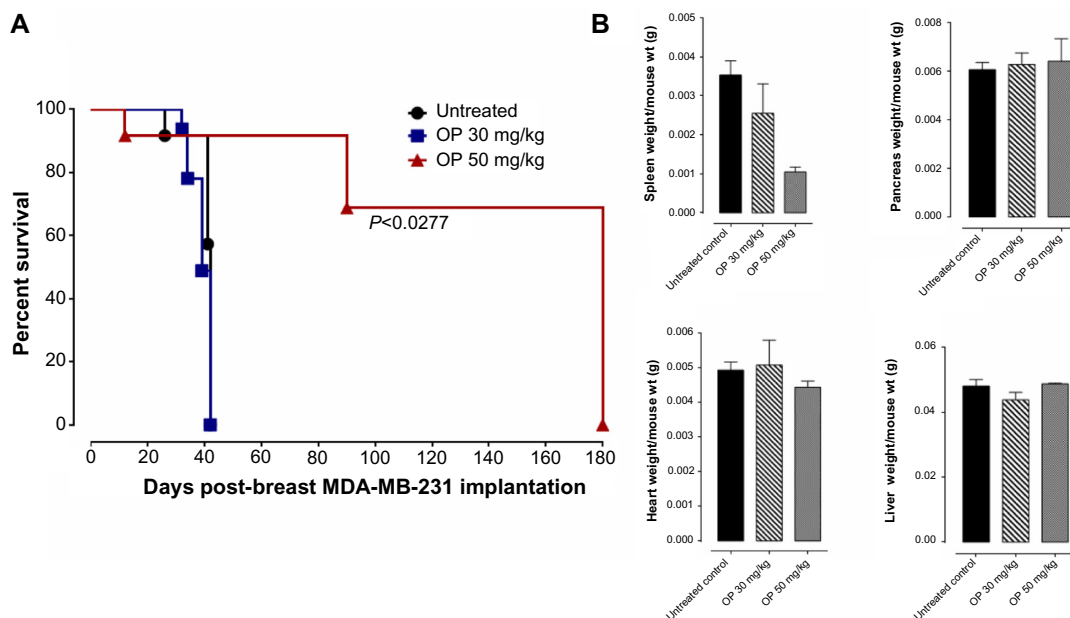 A
Percent survival
100
80
60
40
20
0
Untreated
OP 30 mg/kg
OP 50 mg/kg
P<0.0277
0 20 40 60 80 100 120 140 160 180
Days post-breast MDA-MB-231 implantation
B
Spleen weight/mouse wt (g)
0.005
0.004
0.003
0.002
0.001
0.000
Untreated control
OP 30 mg/kg
OP 50 mg/kg
Pancreas weight/mouse wt (g)
0.008
0.006
0.004
0.002
0.000
Untreated control
OP 30 mg/kg
OP 50 mg/kg
Heart weight/mouse wt (g)
0.006
0.005
0.004
0.003
0.002
0.001
0.000
Untreated control
OP 30 mg/kg
OP 50 mg/kg
Liver weight/mouse wt (g)
0.06
0.04
0.02
0.00
Untreated control
OP 30 mg/kg
OP 50 mg/kg